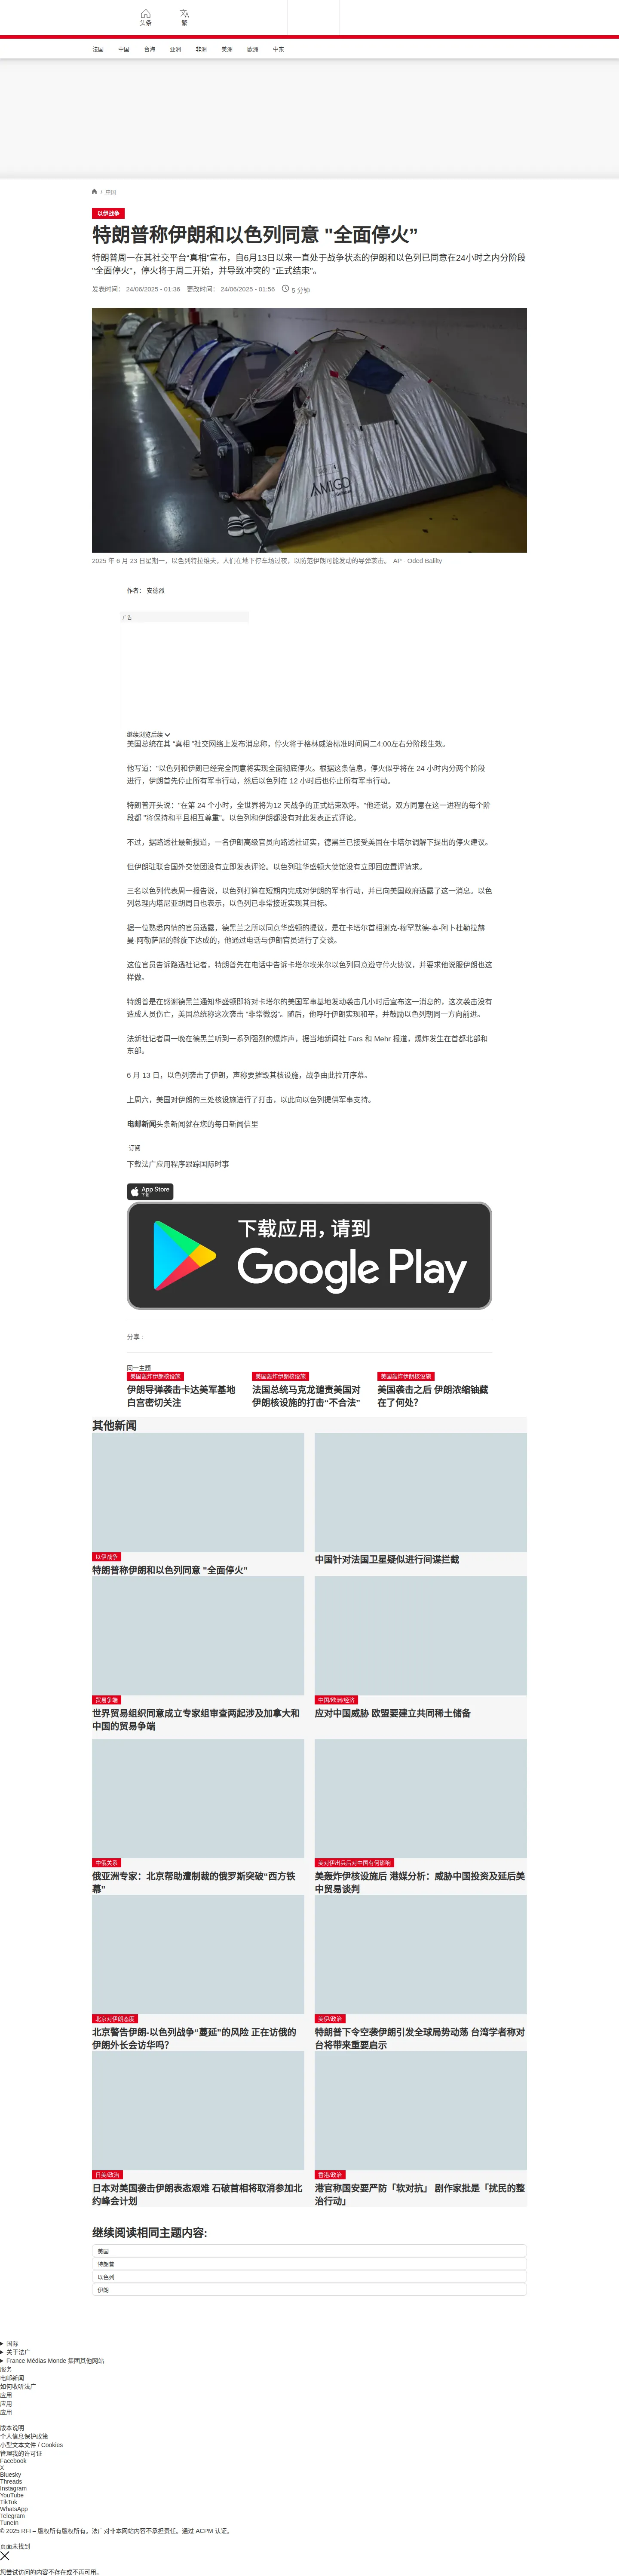 头条
繁
法国
中国
台海
亚洲
非洲
美洲
欧洲
中东
/ 中国
以伊战争
特朗普称伊朗和以色列同意 "全面停火”
特朗普周一在其社交平台“真相”宣布，自6月13日以来一直处于战争状态的伊朗和以色列已同意在24小时之内分阶段
"全面停火"，停火将于周二开始，并导致冲突的 "正式结束"。
发表时间： 24/06/2025 - 01:36 更改时间： 24/06/2025 - 01:56 5 分钟
AMIGO
2025 年 6 月 23 日星期一，以色列特拉维夫，人们在地下停车场过夜，以防范伊朗可能发动的导弹袭击。 AP - Oded Balilty
作者： 安德烈
广告
继续浏览后续
美国总统在其 “真相 ”社交网络上发布消息称，停火将于格林威治标准时间周二4:00左右分阶段生效。
他写道：“以色列和伊朗已经完全同意将实现全面彻底停火。根据这条信息，停火似乎将在 24 小时内分两个阶段
进行，伊朗首先停止所有军事行动，然后以色列在 12 小时后也停止所有军事行动。
特朗普开头说：“在第 24 个小时，全世界将为12 天战争的正式结束欢呼。”他还说，双方同意在这一进程的每个阶
段都 "将保持和平且相互尊重"。以色列和伊朗都没有对此发表正式评论。
不过，据路透社最新报道，一名伊朗高级官员向路透社证实，德黑兰已接受美国在卡塔尔调解下提出的停火建议。
但伊朗驻联合国外交使团没有立即发表评论。以色列驻华盛顿大使馆没有立即回应置评请求。
三名以色列代表周一报告说，以色列打算在短期内完成对伊朗的军事行动，并已向美国政府透露了这一消息。以色
列总理内塔尼亚胡周日也表示，以色列已非常接近实现其目标。
据一位熟悉内情的官员透露，德黑兰之所以同意华盛顿的提议，是在卡塔尔首相谢克-穆罕默德-本-阿卜杜勒拉赫
曼-阿勒萨尼的斡旋下达成的，他通过电话与伊朗官员进行了交谈。
这位官员告诉路透社记者，特朗普先在电话中告诉卡塔尔埃米尔以色列同意遵守停火协议，并要求他说服伊朗也这
样做。
特朗普是在感谢德黑兰通知华盛顿即将对卡塔尔的美国军事基地发动袭击几小时后宣布这一消息的，这次袭击没有
造成人员伤亡，美国总统称这次袭击 “非常微弱”。随后，他呼吁伊朗实现和平，并鼓励以色列朝同一方向前进。
法新社记者周一晚在德黑兰听到一系列强烈的爆炸声，据当地新闻社 Fars 和 Mehr 报道，爆炸发生在首都北部和
东部。
6 月 13 日，以色列袭击了伊朗，声称要摧毁其核设施，战争由此拉开序幕。
上周六，美国对伊朗的三处核设施进行了打击，以此向以色列提供军事支持。
电邮新闻头条新闻就在您的每日新闻信里
订阅
下载法广应用程序跟踪国际时事
App Store
下载
下载应用，请到
Google Play
分享 :
同一主题
美国轰炸伊朗核设施
伊朗导弹袭击卡达美军基地
白宫密切关注
美国轰炸伊朗核设施
法国总统马克龙谴责美国对
伊朗核设施的打击“不合法”
美国轰炸伊朗核设施
美国袭击之后 伊朗浓缩铀藏
在了何处?
其他新闻
以伊战争
特朗普称伊朗和以色列同意 "全面停火”
中国针对法国卫星疑似进行间谍拦截
贸易争端
世界贸易组织同意成立专家组审查两起涉及加拿大和
中国的贸易争端
中国/欧洲/经济
应对中国威胁 欧盟要建立共同稀土储备
中俄关系
俄亚洲专家：北京帮助遭制裁的俄罗斯突破“西方铁
幕”
美对伊出兵后对中国有何影响
美轰炸伊核设施后 港媒分析：威胁中国投资及延后美
中贸易谈判
北京对伊朗态度
北京警告伊朗-以色列战争“蔓延”的风险 正在访俄的
伊朗外长会访华吗?
美伊/政治
特朗普下令空袭伊朗引发全球局势动荡 台湾学者称对
台将带来重要启示
日美/政治
日本对美国袭击伊朗表态艰难 石破首相将取消参加北
约峰会计划
香港/政治
港官称国安要严防「软对抗」 剧作家批是「扰民的整
治行动」
继续阅读相同主题内容:
美国
特朗普
以色列
伊朗
国际
关于法广
France Médias Monde 集团其他网站
服务
电邮新闻
如何收听法广
应用
应用
应用
版本说明
个人信息保护政策
小型文本文件 / Cookies
管理我的许可证
Facebook
X
Bluesky
Threads
Instagram
YouTube
TikTok
WhatsApp
Telegram
TuneIn
© 2025 RFI – 版权所有版权所有。法广对非本网站内容不承担责任。通过 ACPM 认证。
页面未找到
您尝试访问的内容不存在或不再可用。